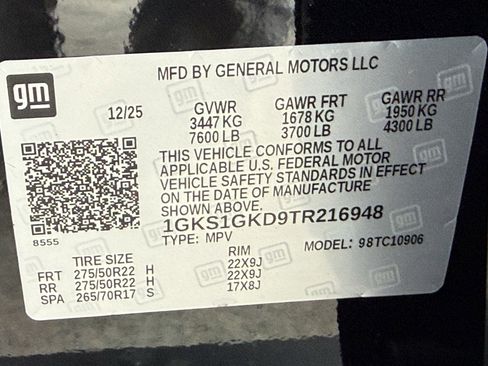 gm
MFD BY GENERAL MOTORS LLC
12/25 GVWR GAWR FRT GAWR RR
3447 KG 1678 KG 1950 KG
7600 LB 3700 LB 4300 LB
THIS VEHICLE CONFORMS TO ALL
APPLICABLE U.S. FEDERAL MOTOR
VEHICLE SAFETY STANDARDS IN EFFECT
ON THE DATE OF MANUFACTURE
SHOWN ABOVE.
1GKS1GKD9TR216948
8555 TYPE: MPV MODEL: 98TC10906
TIRE SIZE RIM
FRT 275/50R22 H 22X9J
RR 275/50R22 H 22X9J
SPA 265/70R17 S 17X8J